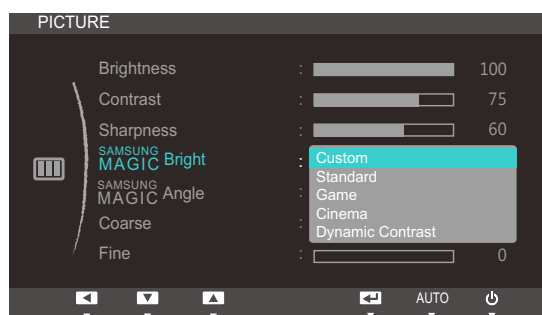 PICTURE
Brightness : 100
Contrast : 75
Sharpness : 60
SAMSUNG
MAGIC Bright : Custom
Standard
SAMSUNG
MAGIC Angle : Game
Cinema
Coarse : Dynamic Contrast
Fine : 0
AUTO